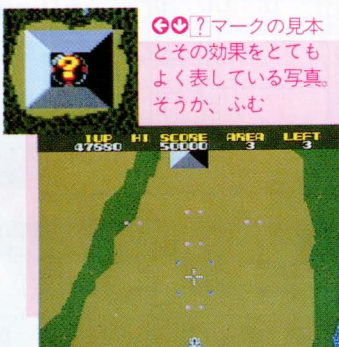 ?
←↓?マークの見本
とその効果をとても
よく表している写真。
そうか、ふむ
1UP HI SCORE AREA LEFT
47880 50000 3 3